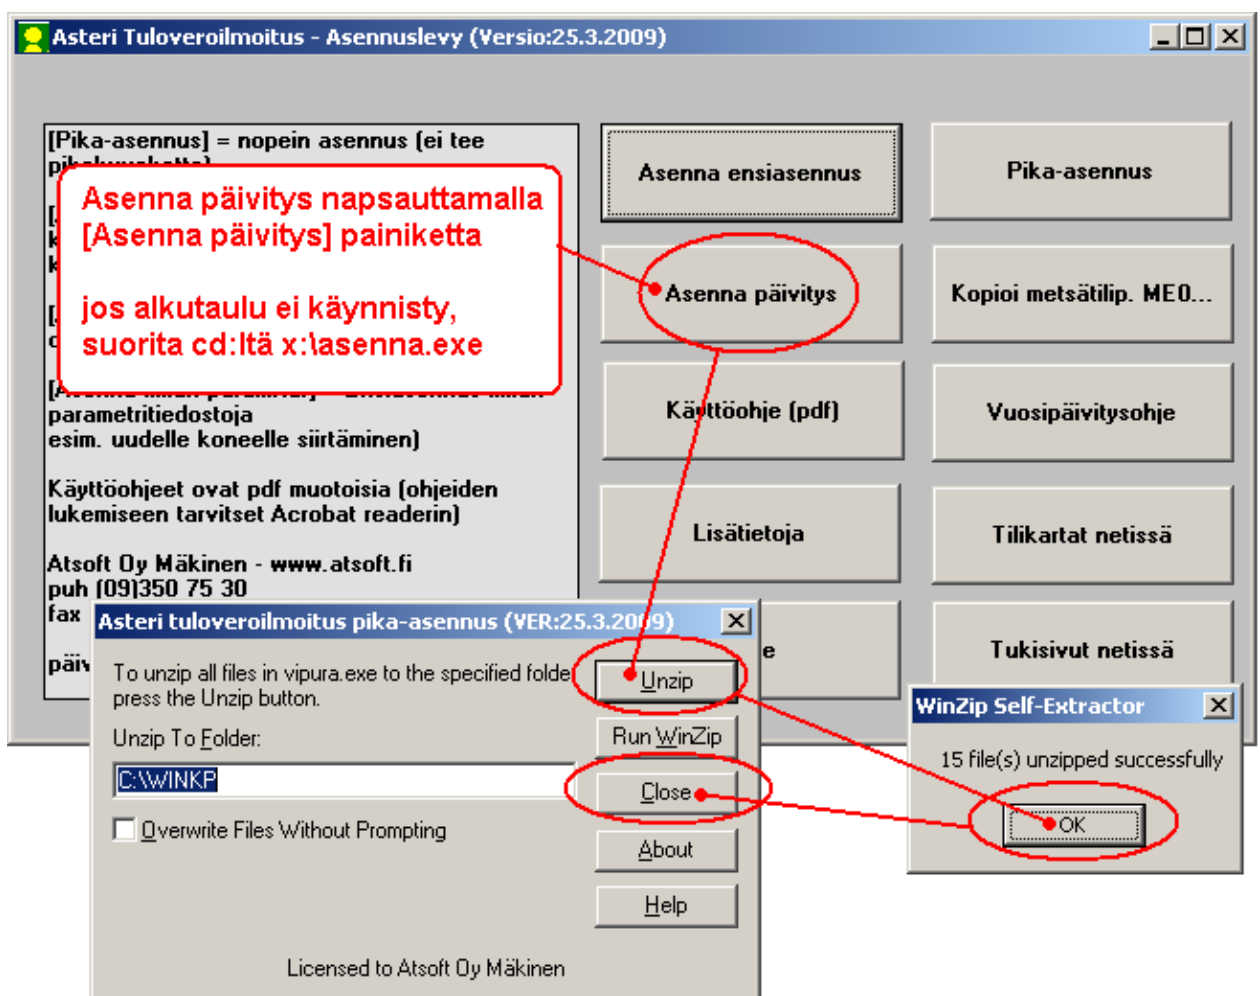 Asteri Tuloveroilmoitus - Asennuslevy (Versio:25.3.2009)
[Pika-asennus] = nopein asennus (ei tee
Asenna päivitys napsauttamalla
[Asenna päivitys] painiketta
jos alkutaulu ei käynnisty,
suorita cd:ltä x:\asenna.exe
parametritiedostoja
esim. uudelle koneelle siirtäminen)
Käyttöohjeet ovat pdf muotoisia (ohjeiden
lukemiseen tarvitset Acrobat readerin)
Atsoft Oy Mäkinen - www.atsoft.fi
puh (09)350 75 30
fax
Asenna ensiasennus
Pika-asennus
Asenna päivitys
Kopioi metsätilip. ME0...
Käyttöohje (pdf)
Vuosipäivitysohje
Lisätietoja
Tilikartat netissä
Tukisivut netissä
Asteri tuloveroilmoitus pika-asennus (VER:25.3.2009)
To unzip all files in vipura.exe to the specified folde
press the Unzip button.
Unzip To Folder:
C:\WINKP
Overwrite Files Without Prompting
Unzip
Run WinZip
Close
About
Help
Licensed to Atsoft Oy Mäkinen
WinZip Self-Extractor
15 file(s) unzipped successfully
OK